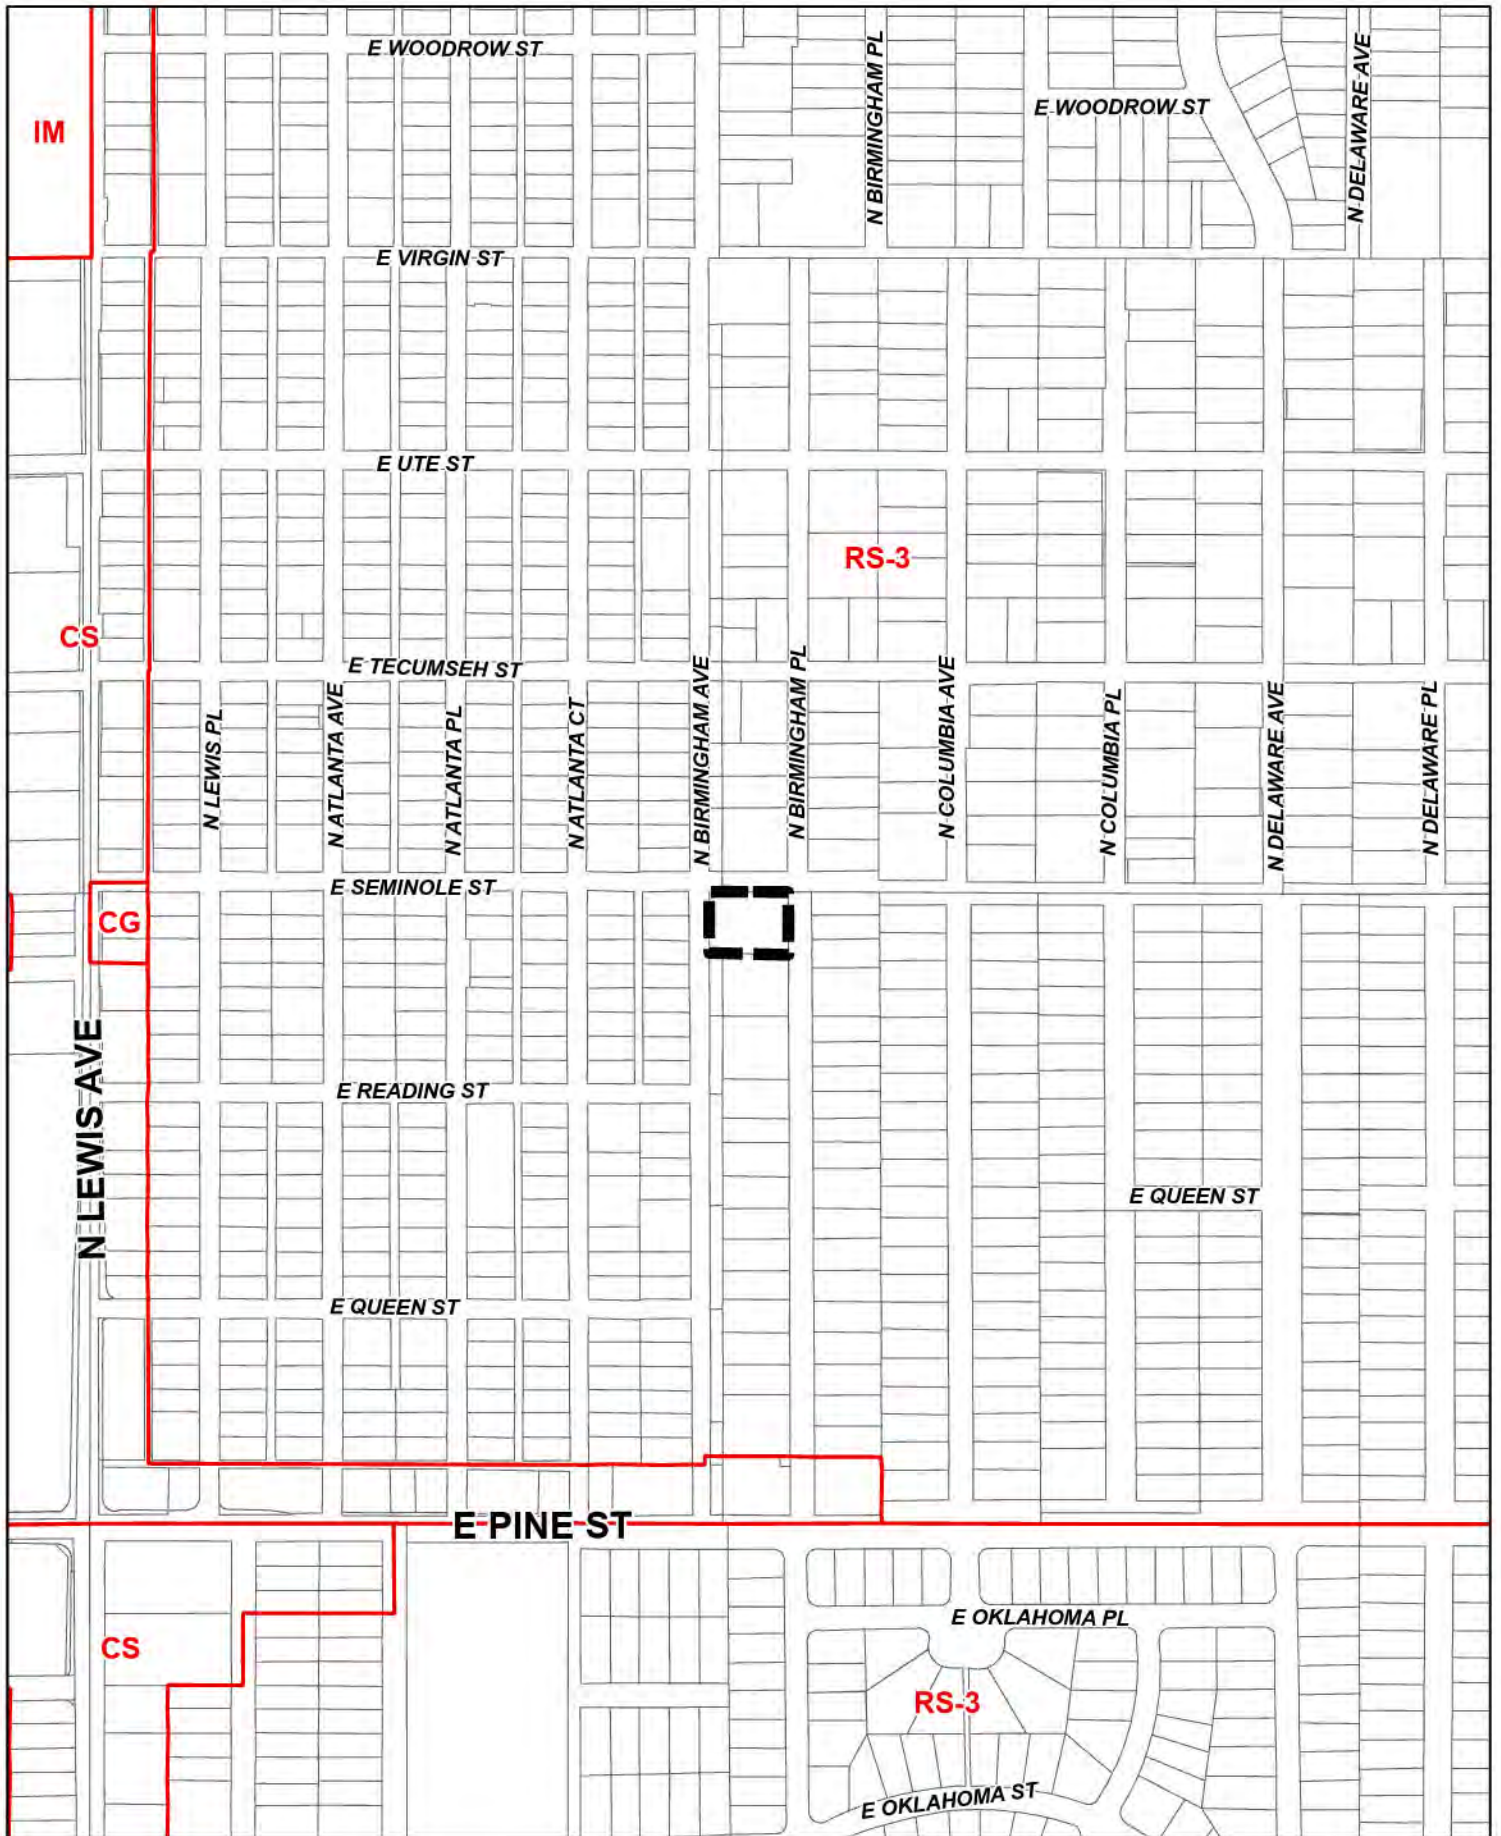 E WOODROW ST
N BIRMINGHAM PL
N DELAWARE AVE
E WOODROW ST
IM
E VIRGIN ST
E UTE ST
RS-3
CS
E TECUMSEH ST
N LEWIS PL
N ATLANTA AVE
N ATLANTA PL
N ATLANTA CT
N BIRMINGHAM AVE
N BIRMINGHAM PL
N COLUMBIA AVE
N COLUMBIA PL
N DELAWARE AVE
N DELAWARE PL
E SEMINOLE ST
CG
N LEWIS AVE
E READING ST
E QUEEN ST
E QUEEN ST
E PINE ST
E OKLAHOMA PL
CS
RS-3
E OKLAHOMA ST